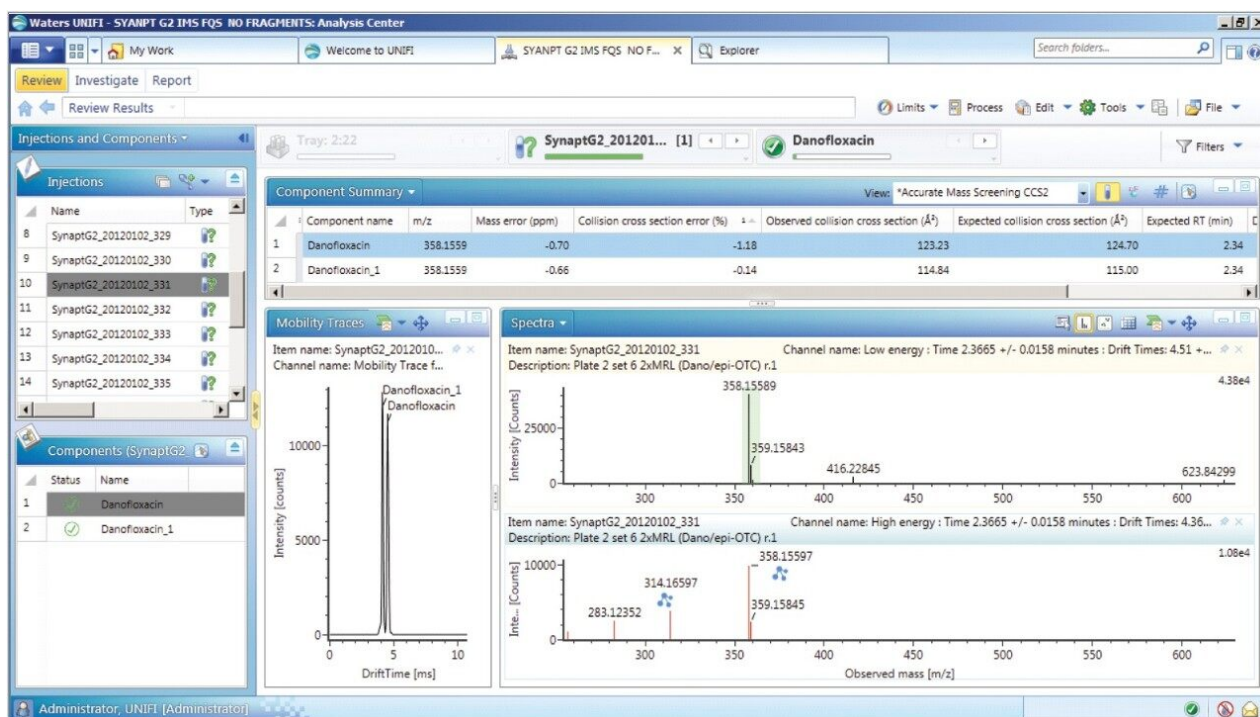 Waters UNIFI - SYANPT G2 IMS FQS NO FRAGMENTS: Analysis Center
My Work
Welcome to UNIFI
SYANPT G2 IMS FQS NO F...
Explorer
Search folders...
Review Investigate Report
Review Results
Limits Process Edit Tools File
Injections and Components
Tray: 2:22
SynaptG2_201201... [1]
Danofloxacin
Filters
Injections
Name Type
8 SynaptG2_20120102_329
9 SynaptG2_20120102_330
10 SynaptG2_20120102_331
11 SynaptG2_20120102_332
12 SynaptG2_20120102_333
13 SynaptG2_20120102_334
14 SynaptG2_20120102_335
Components (SynaptG2_
Status Name
1 Danofloxacin
2 Danofloxacin_1
Component Summary
View: *Accurate Mass Screening CCS2
Component name m/z Mass error (ppm) Collision cross section error (%) 1 Observed collision cross section (Å²) Expected collision cross section (Å²) Expected RT (min)
1 Danofloxacin 358.1559 -0.70 -1.18 123.23 124.70 2.34
2 Danofloxacin_1 358.1559 -0.66 -0.14 114.84 115.00 2.34
Mobility Traces
Item name: SynaptG2_2012010...
Channel name: Mobility Trace f...
Danofloxacin_1
Danofloxacin
10000
5000
0
Intensity [counts]
0 5 10
DriftTime [ms]
Spectra
Item name: SynaptG2_20120102_331 Channel name: Low energy : Time 2.3665 +/- 0.0158 minutes : Drift Times: 4.51 +...
Description: Plate 2 set 6 2xMRL (Dano/epi-OTC) r.1
4.38e4
358.15589
359.15843
416.22845
623.84299
Intensity [Counts]
25000
0
300 350 400 450 500 550 600
Item name: SynaptG2_20120102_331 Channel name: High energy : Time 2.3665 +/- 0.0158 minutes : Drift Times: 4.36...
Description: Plate 2 set 6 2xMRL (Dano/epi-OTC) r.1
1.08e4
358.15597
314.16597
359.15845
283.12352
Inte... [Counts]
10000
0
300 350 400 450 500 550 600
Observed mass [m/z]
Administrator, UNIFI [Administrator]